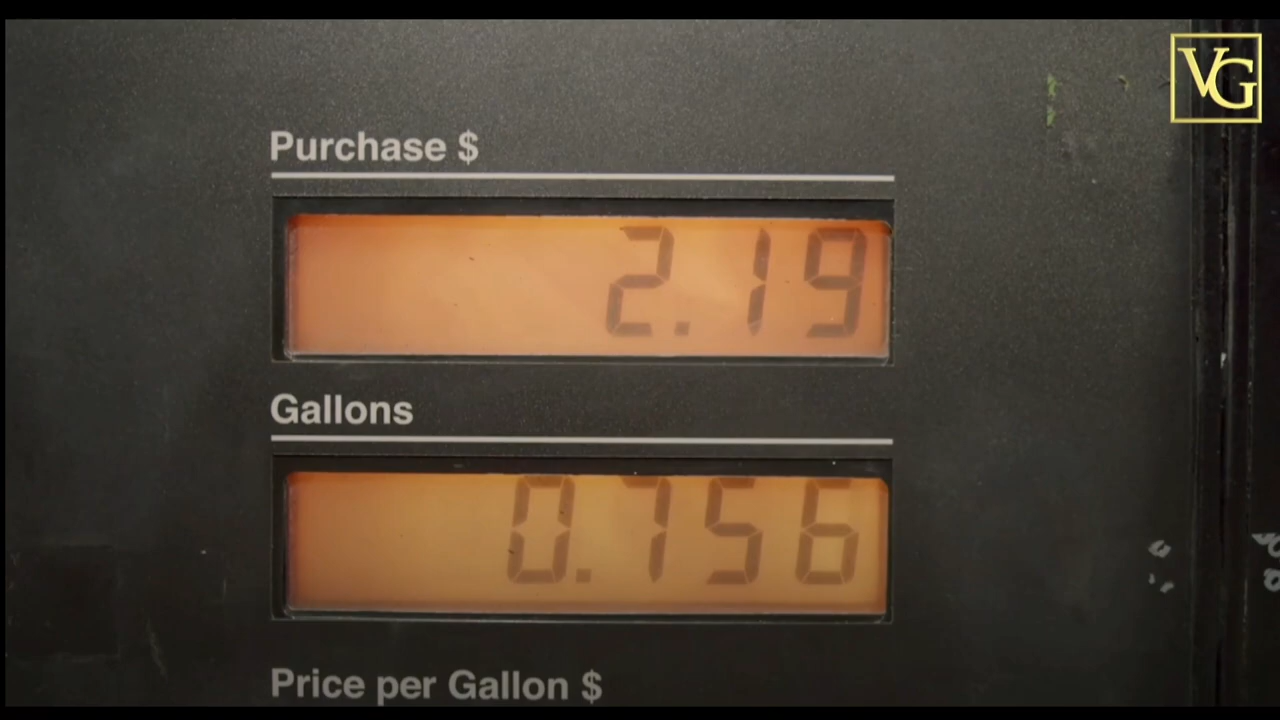 VG
Purchase $
2.19
Gallons
0.756
Price per Gallon $